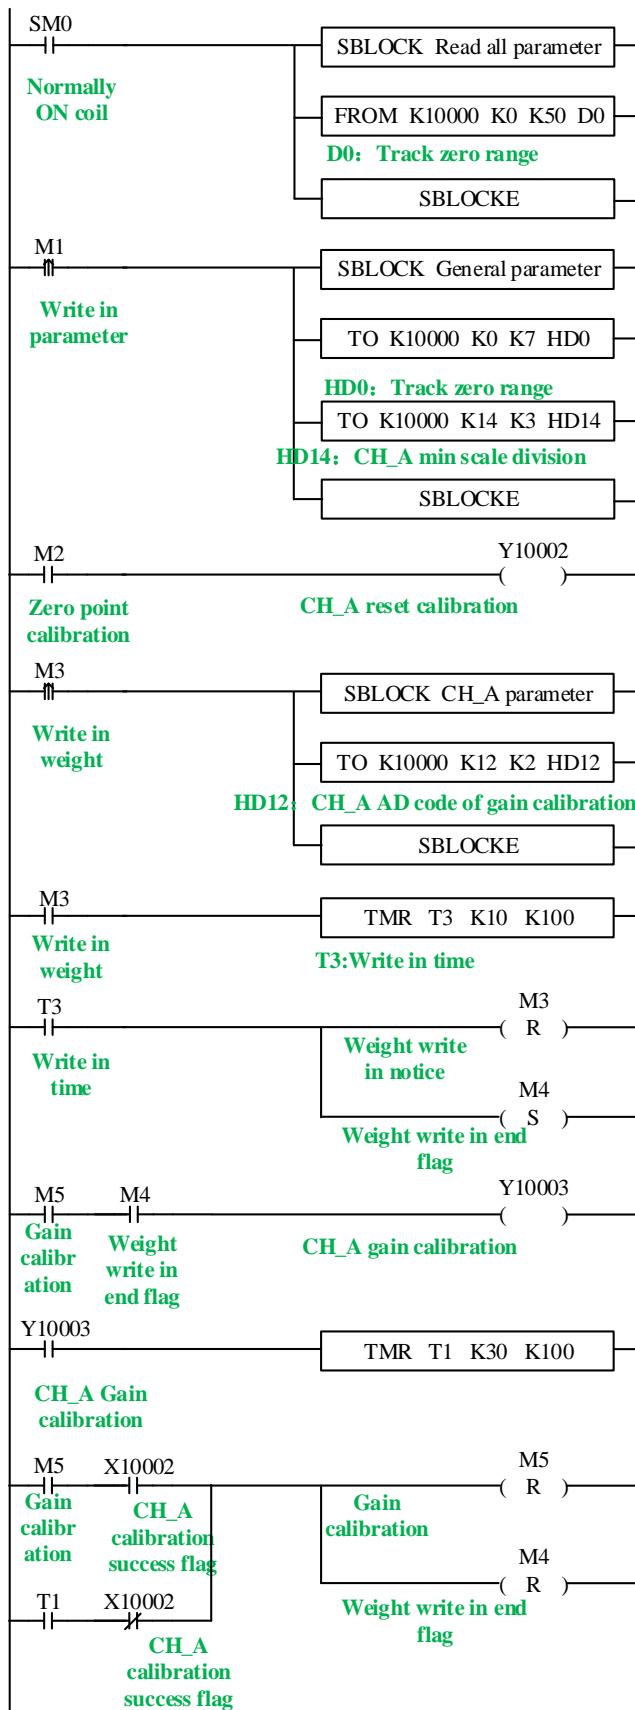 SM0
SBLOCK Read all parameter
Normally
ON coil
FROM K10000 K0 K50 D0
D0：Track zero range
SBLOCKE
M1
SBLOCK General parameter
Write in
parameter
TO K10000 K0 K7 HD0
HD0：Track zero range
TO K10000 K14 K3 HD14
HD14：CH_A min scale division
SBLOCKE
M2
Y10002
( )
Zero point
calibration
CH_A reset calibration
M3
SBLOCK CH_A parameter
Write in
weight
TO K10000 K12 K2 HD12
HD12：CH_A AD code of gain calibration
SBLOCKE
M3
TMR T3 K10 K100
Write in
weight
T3:Write in time
T3
M3
( R )
Write in
time
Weight write
in notice
M4
( S )
Weight write in end
flag
M5
M4
Y10003
( )
Gain
calibr
ation
Weight
write in
end flag
CH_A gain calibration
Y10003
TMR T1 K30 K100
CH_A Gain
calibration
M5
X10002
M5
( R )
Gain
calibr
ation
CH_A
calibration
success flag
Gain
calibration
M4
( R )
T1
X10002
Weight write in end
flag
CH_A
calibration
success flag